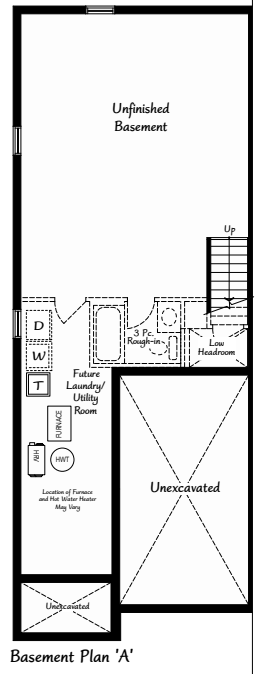 Unfinished
Basement
Up
D
3 Pc.
Rough-in
W
Low
Headroom
T
Future
Laundry/
Utility
Room
FURNACE
HRV
HWT
Unexcavated
Location of Furnace
and Hot Water Heater
May Vary
Unexcavated
Basement Plan 'A'